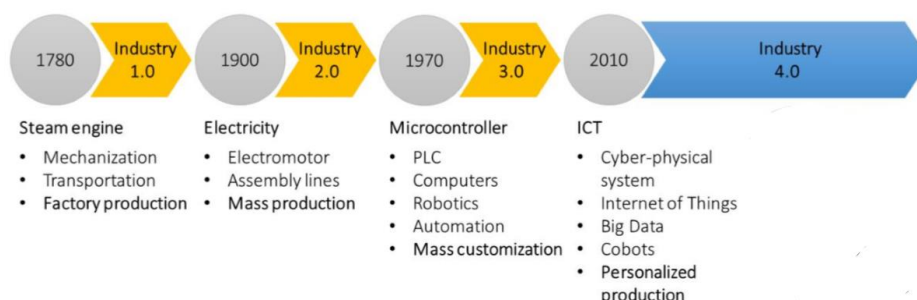 1780
Industry
1.0
1900
Industry
2.0
1970
Industry
3.0
2010
Industry
4.0
Steam engine
• Mechanization
• Transportation
• Factory production
Electricity
• Electromotor
• Assembly lines
• Mass production
Microcontroller
• PLC
• Computers
• Robotics
• Automation
• Mass customization
ICT
• Cyber-physical
system
• Internet of Things
• Big Data
• Cobots
• Personalized
production